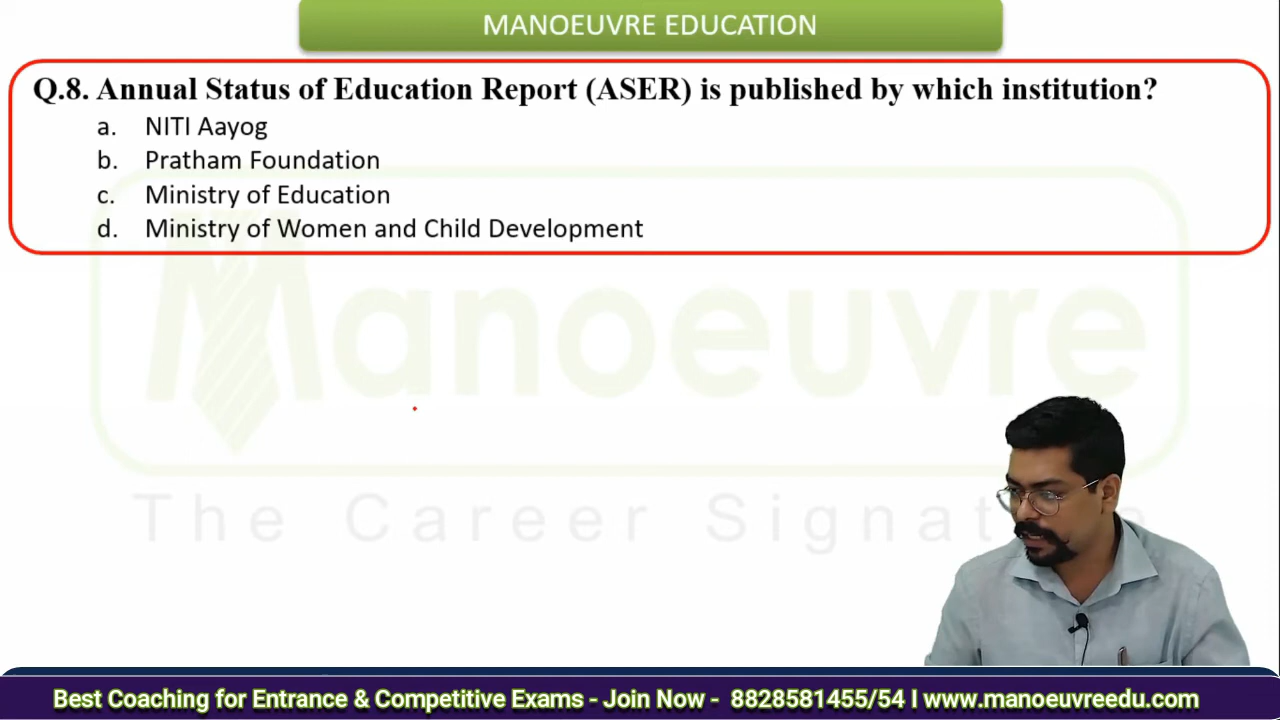 MANOEUVRE EDUCATION
Q.8. Annual Status of Education Report (ASER) is published by which institution?
a. NITI Aayog
b. Pratham Foundation
c. Ministry of Education
d. Ministry of Women and Child Development
Manoeuvre
The Career Signat e
Best Coaching for Entrance & Competitive Exams - Join Now - 8828581455/54 I www.manoeuvreedu.com